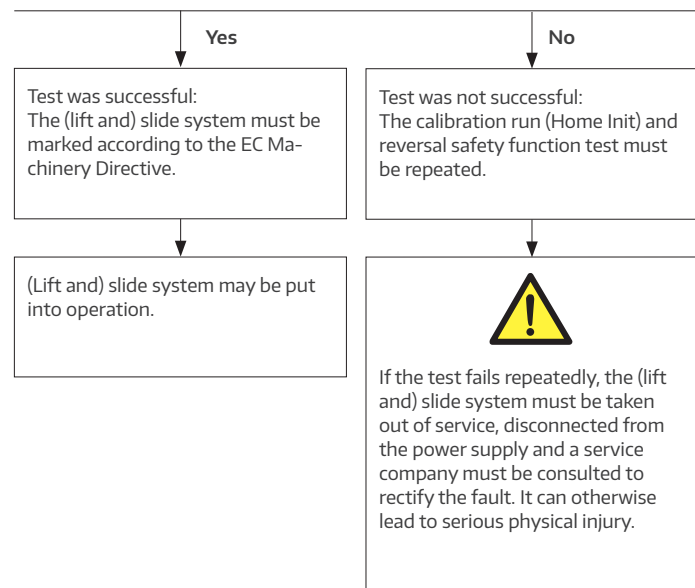 Yes
No
Test was successful:
The (lift and) slide system must be
marked according to the EC Ma-
chinery Directive.
Test was not successful:
The calibration run (Home Init) and
reversal safety function test must
be repeated.
(Lift and) slide system may be put
into operation.
If the test fails repeatedly, the (lift
and) slide system must be taken
out of service, disconnected from
the power supply and a service
company must be consulted to
rectify the fault. It can otherwise
lead to serious physical injury.